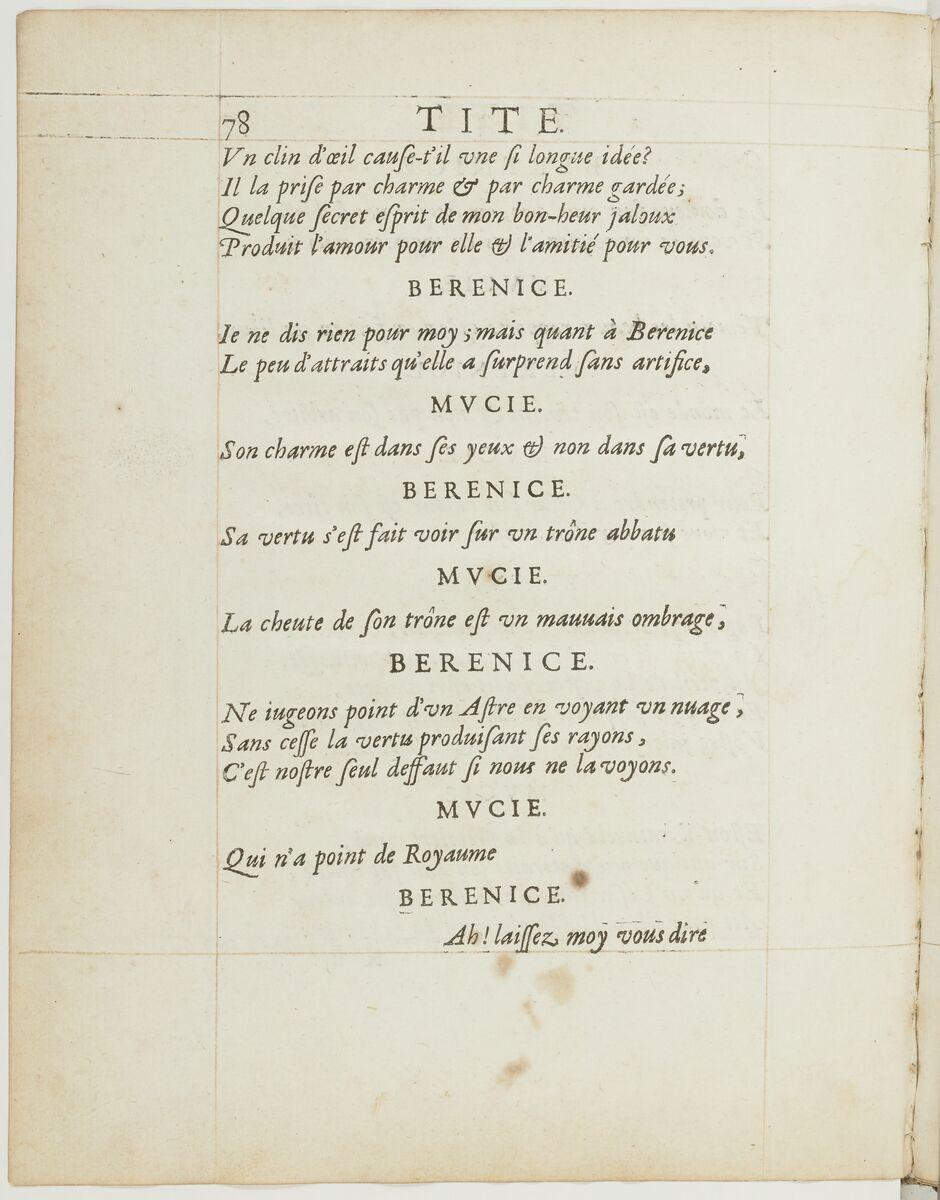 78 TITE.
Vn clin d'œil cauſe-t'il vne ſi longue idée?
Il la priſe par charme & par charme gardée;
Quelque ſecret eſprit de mon bon-heur jaloux
Produit l'amour pour elle & l'amitié pour vous.
BERENICE.
Ie ne dis rien pour moy; mais quant à Berenice
Le peu d'attraits qu'elle a ſurprend ſans artifice,
MVCIE.
Son charme eſt dans ſes yeux & non dans ſa vertu,
BERENICE.
Sa vertu s'eſt fait voir ſur vn trône abbatu
MVCIE.
La cheute de ſon trône eſt vn mauuais ombrage,
BERENICE.
Ne iugeons point d'vn Aſtre en voyant vn nuage,
Sans ceſſe la vertu produiſant ſes rayons,
C'eſt noſtre ſeul deffaut ſi nous ne la voyons.
MVCIE.
Qui n'a point de Royaume
BERENICE.
Ah! laiſſez moy vous dire